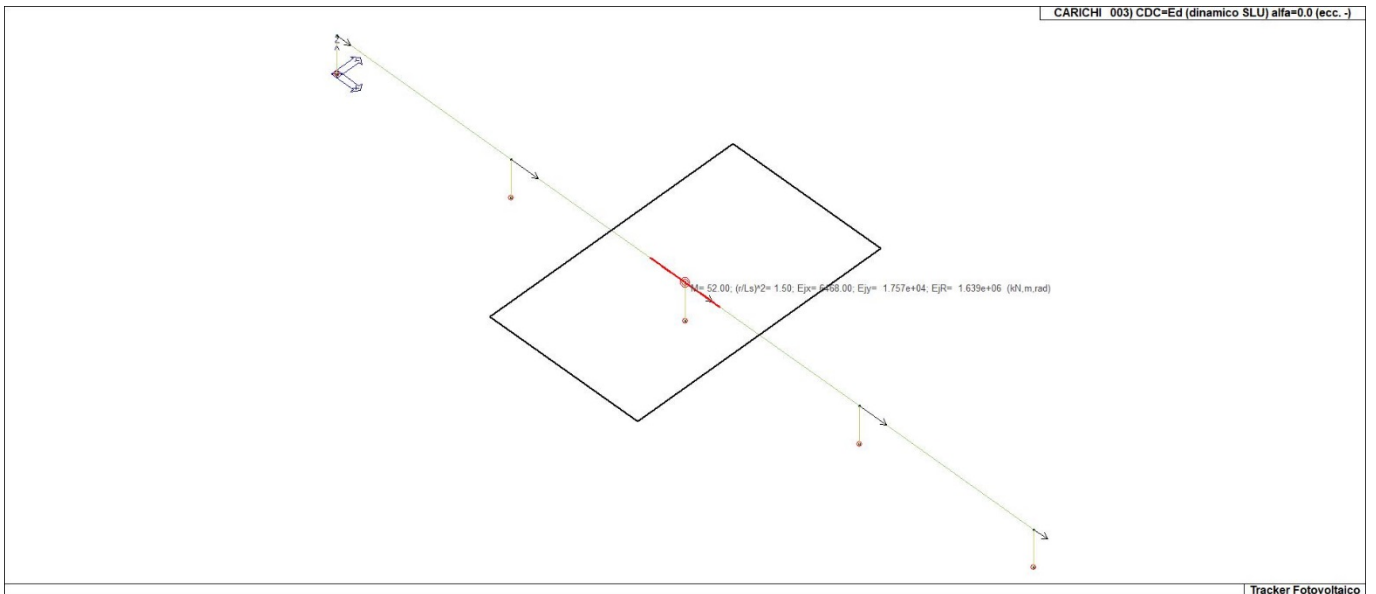 CARICHI 003) CDC=Ed (dinamico SLU) alfa=0.0 (ecc. -)
Z
M= 52.00; (r/Ls)^2= 1.50; Ejx= 6468.00; Ejy= 1.757e+04; EjR= 1.639e+06 (kN,m,rad)
Tracker Fotovoltaico